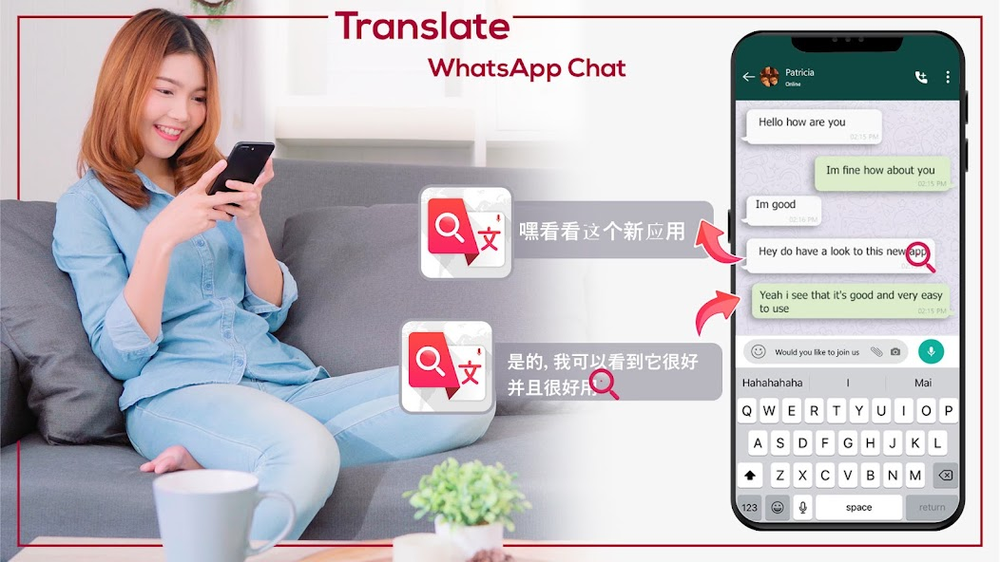 Translate
WhatsApp Chat
Patricia
Online
Hello how are you
02:15 PM
Im fine how about you
02:15 PM
Im good
02:16 PM
嘿看看这个新应用
文
Hey do have a look to this new app
Yeah i see that it's good and very easy
to use
02:15 PM
是的, 我可以看到它很好
并且很好用
文
Would you like to join us
Hahahahaha I Mai
Q W E R T Y U I O P
A S D F G H J K L
Z X C V B N M
123 space return